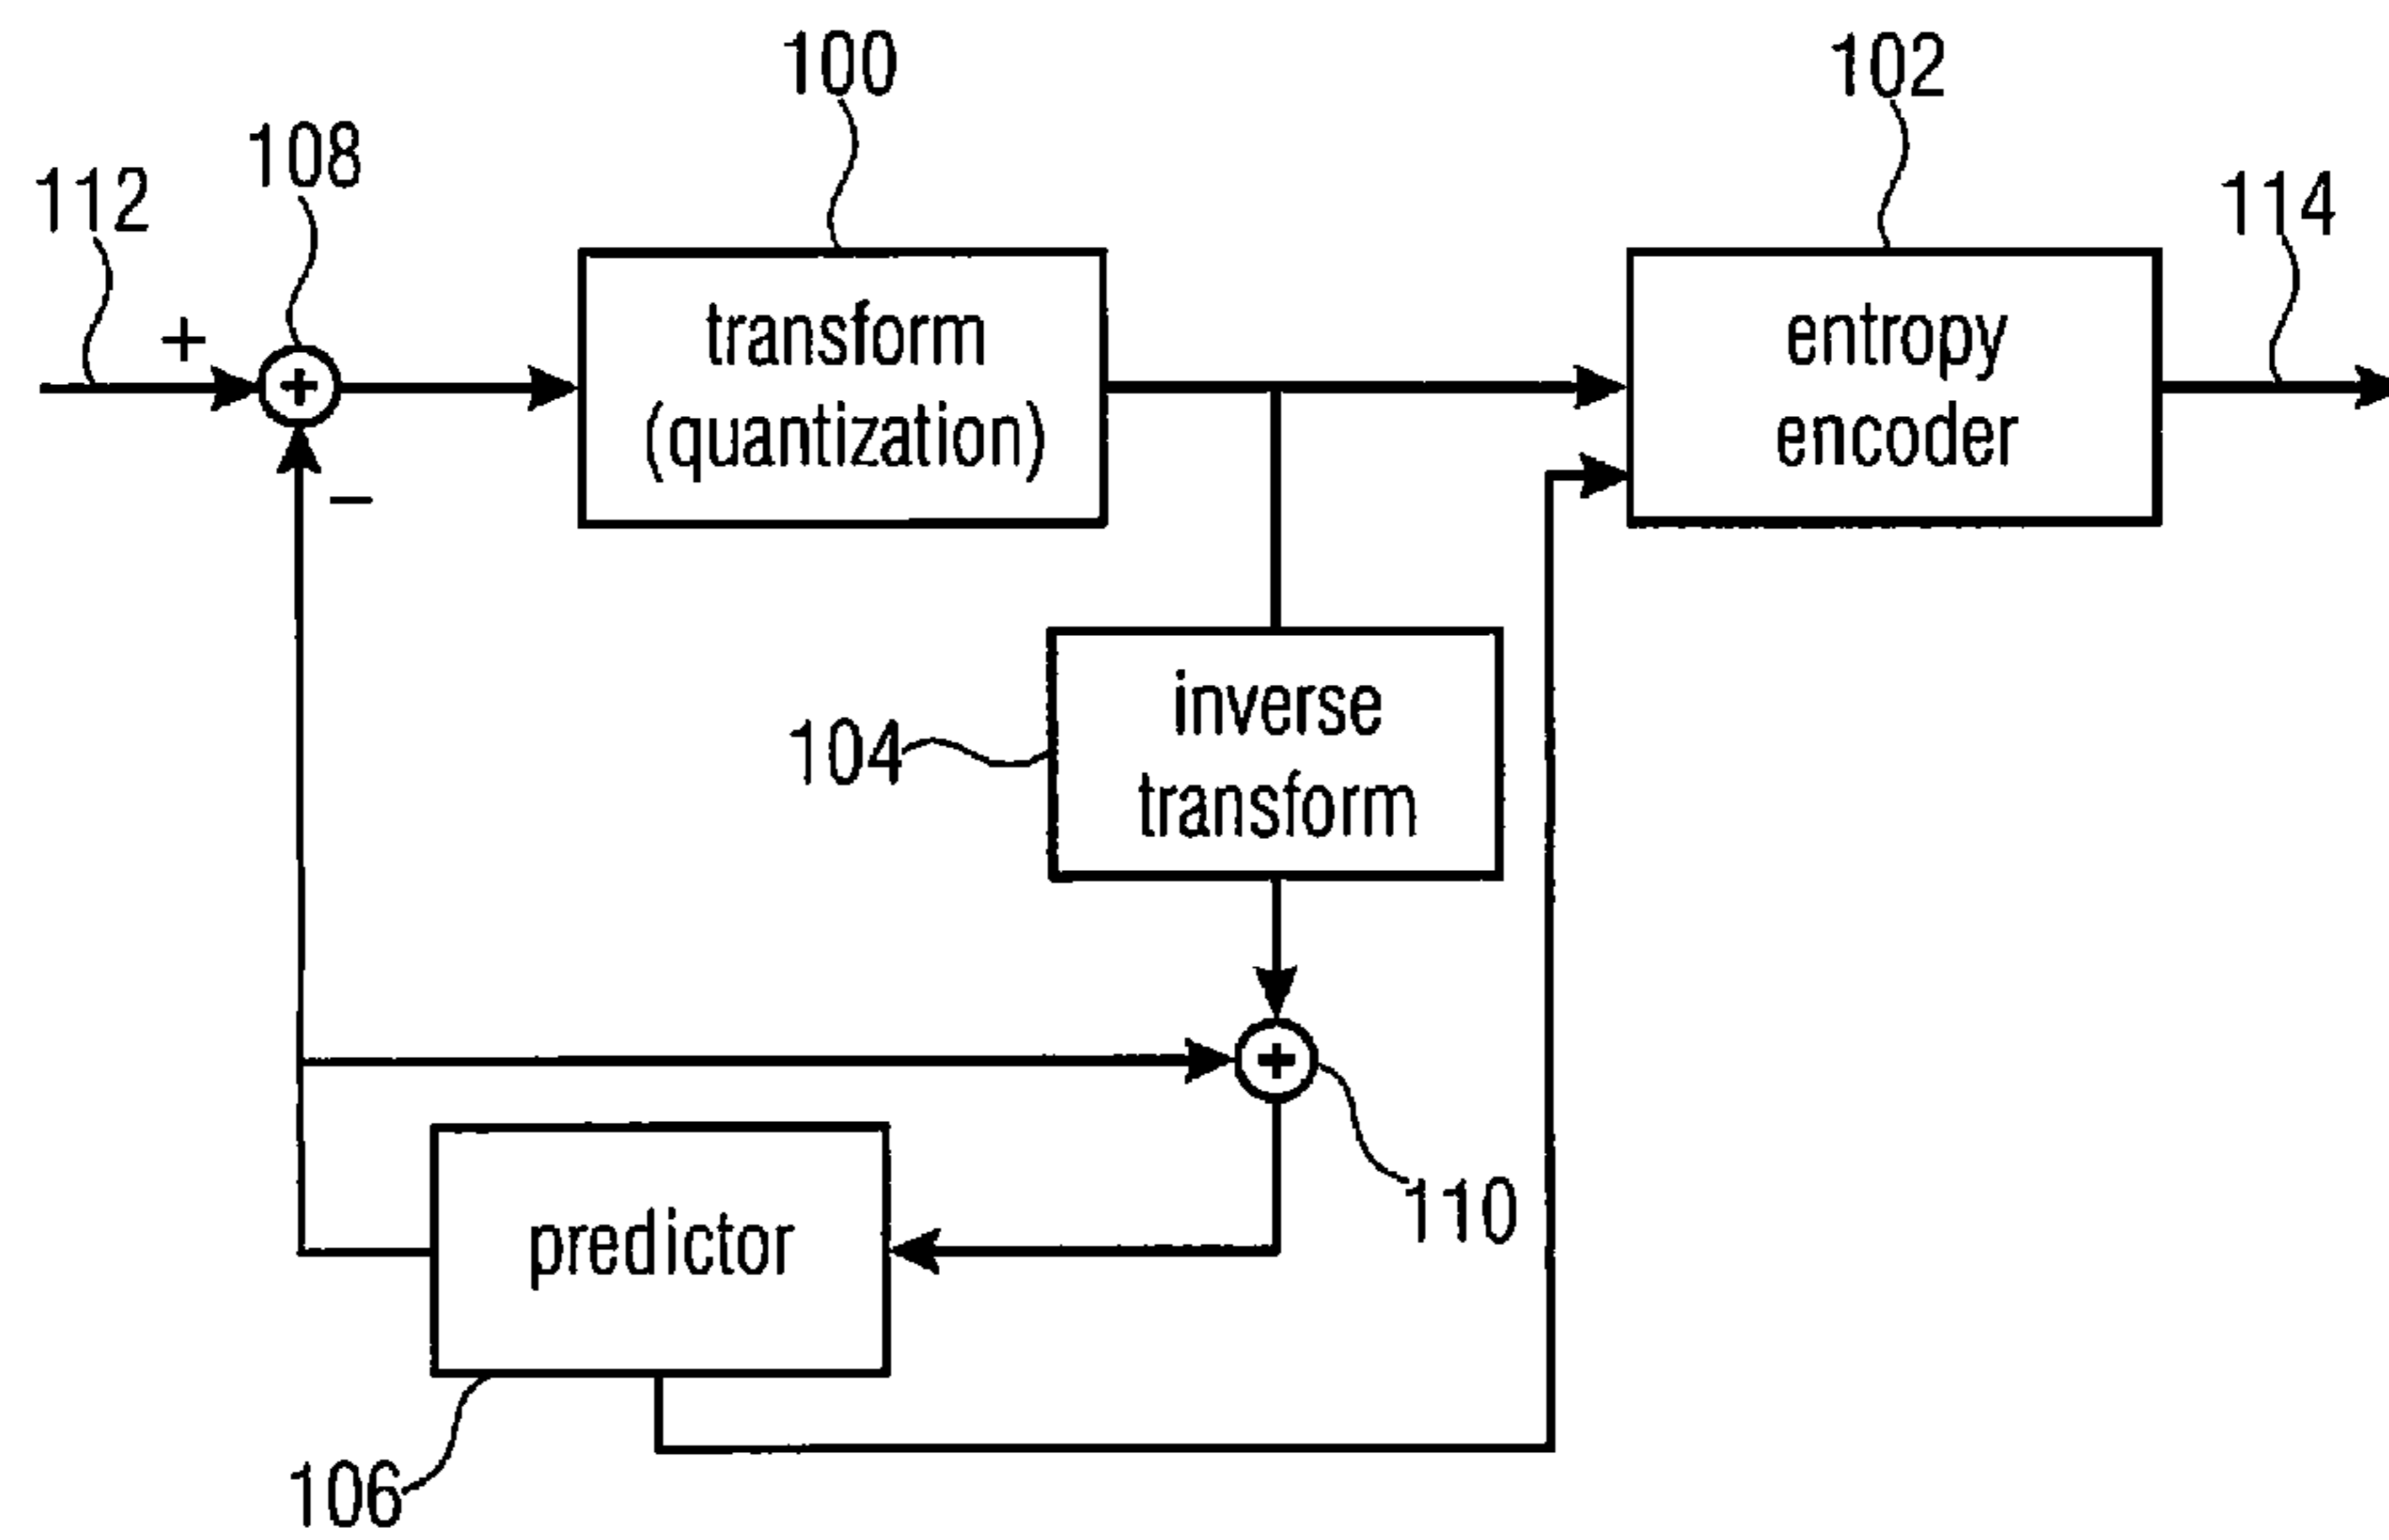 100
102
108
112
114
+
+
transform
(quantization)
entropy
encoder
−
inverse
transform
104
+
110
predictor
106